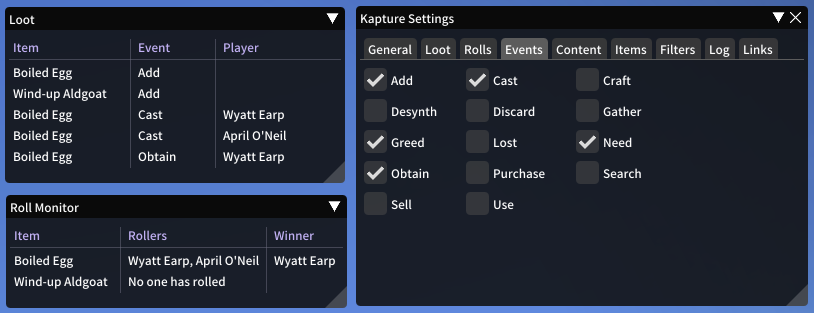 Loot
Item Event Player
Boiled Egg Add
Wind-up Aldgoat Add
Boiled Egg Cast Wyatt Earp
Boiled Egg Cast April O'Neil
Boiled Egg Obtain Wyatt Earp
Roll Monitor
Item Rollers Winner
Boiled Egg Wyatt Earp, April O'Neil Wyatt Earp
Wind-up Aldgoat No one has rolled
Kapture Settings
General Loot Rolls Events Content Items Filters Log Links
Add Cast Craft
Desynth Discard Gather
Greed Lost Need
Obtain Purchase Search
Sell Use